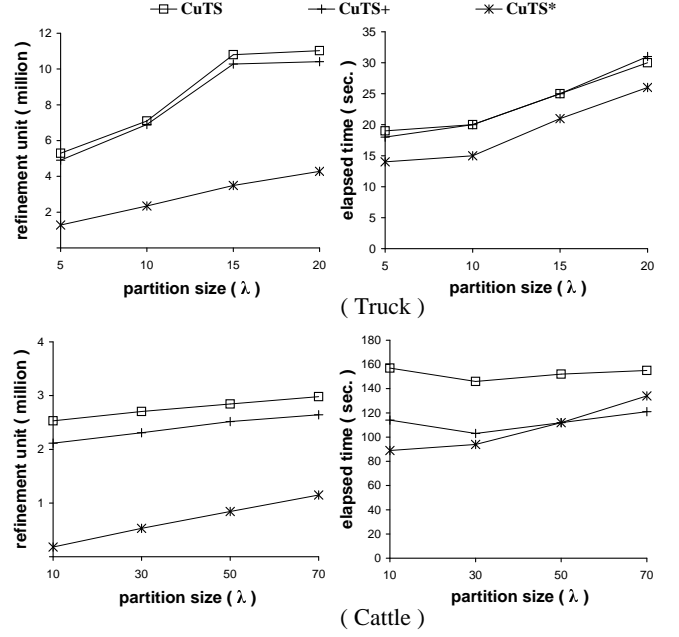 CuTS CuTS+ CuTS*
refinement unit ( million )
12
10
8
6
4
2
5 10 15 20
partition size ( λ )
elapsed time ( sec. )
35
30
25
20
15
10
5
0
5 10 15 20
partition size ( λ )
( Truck )
refinement unit ( million )
4
3
2
1
10 30 50 70
partition size ( λ )
elapsed time ( sec. )
180
160
140
120
100
80
60
40
20
0
10 30 50 70
partition size ( λ )
( Cattle )